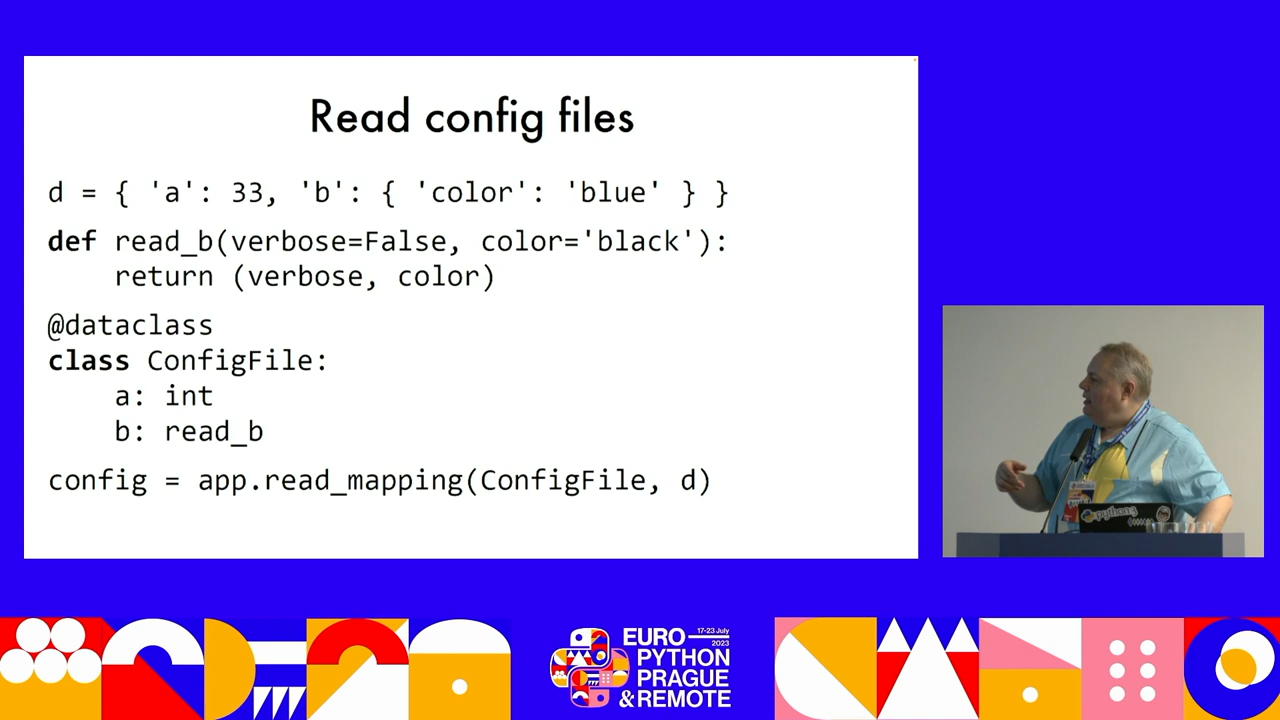 Read config files
d = { 'a': 33, 'b': { 'color': 'blue' } }
def read_b(verbose=False, color='black'):
    return (verbose, color)
@dataclass
class ConfigFile:
    a: int
    b: read_b
config = app.read_mapping(ConfigFile, d)
python3
EURO 17-23 July 2023
PYTHON
PRAGUE
& REMOTE